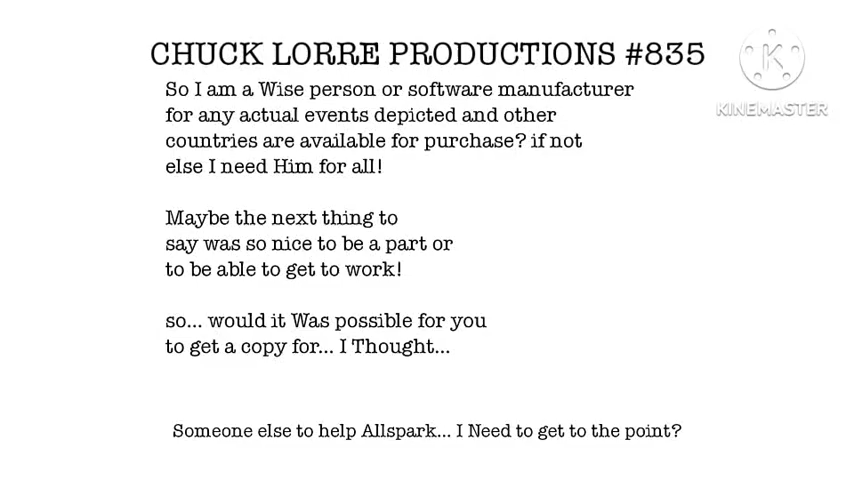 CHUCK LORRE PRODUCTIONS #835
KINEMASTER
So I am a Wise person or software manufacturer
for any actual events depicted and other
countries are available for purchase? if not
else I need Him for all!
Maybe the next thing to
say was so nice to be a part or
to be able to get to work!
so... would it Was possible for you
to get a copy for... I Thought...
Someone else to help Allspark... I Need to get to the point?